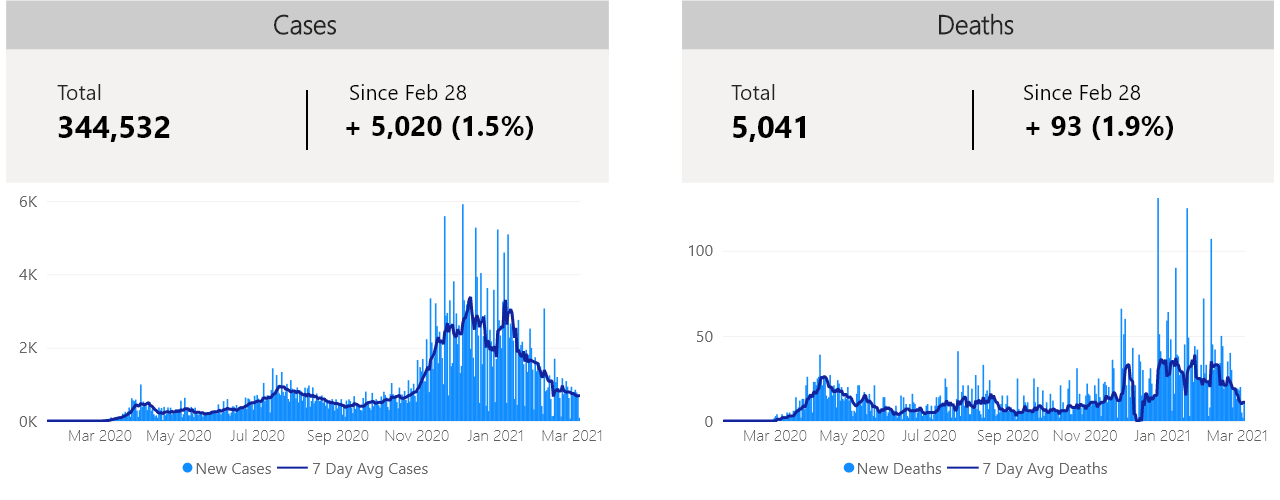 Cases
Total
344,532
Since Feb 28
+ 5,020 (1.5%)
6K
4K
2K
0K
Mar 2020 May 2020 Jul 2020 Sep 2020 Nov 2020 Jan 2021 Mar 2021
New Cases 7 Day Avg Cases
Deaths
Total
5,041
Since Feb 28
+ 93 (1.9%)
100
50
0
Mar 2020 May 2020 Jul 2020 Sep 2020 Nov 2020 Jan 2021 Mar 2021
New Deaths 7 Day Avg Deaths